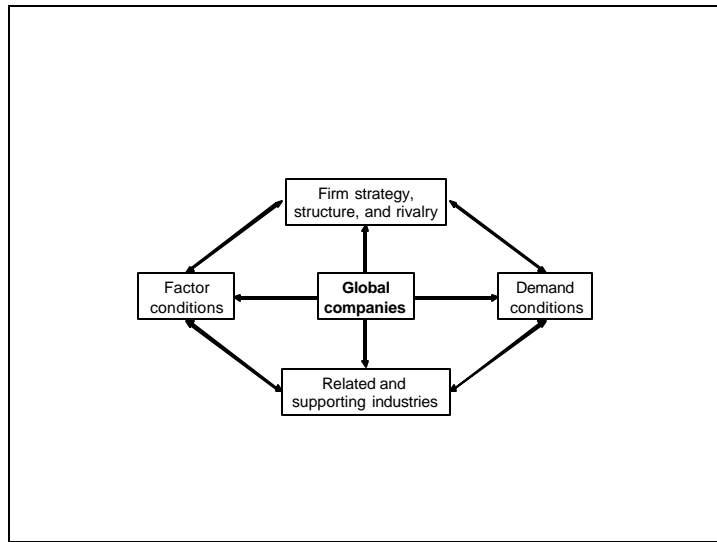 Firm strategy,
structure, and rivalry
Factor
conditions
Global
companies
Demand
conditions
Related and
supporting industries